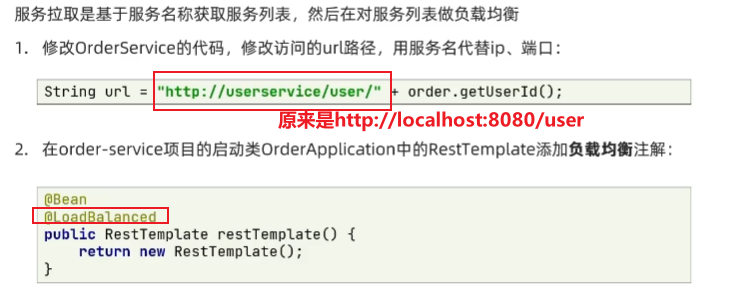 服务拉取是基于服务名称获取服务列表，然后在对服务列表做负载均衡
1. 修改OrderService的代码，修改访问的url路径，用服务名代替ip、端口：
String url = "http://userservice/user/" + order.getUserId();
原来是http://localhost:8080/user
2. 在order-service项目的启动类OrderApplication中的RestTemplate添加负载均衡注解：
@Bean
@LoadBalanced
public RestTemplate restTemplate() {
return new RestTemplate();
}